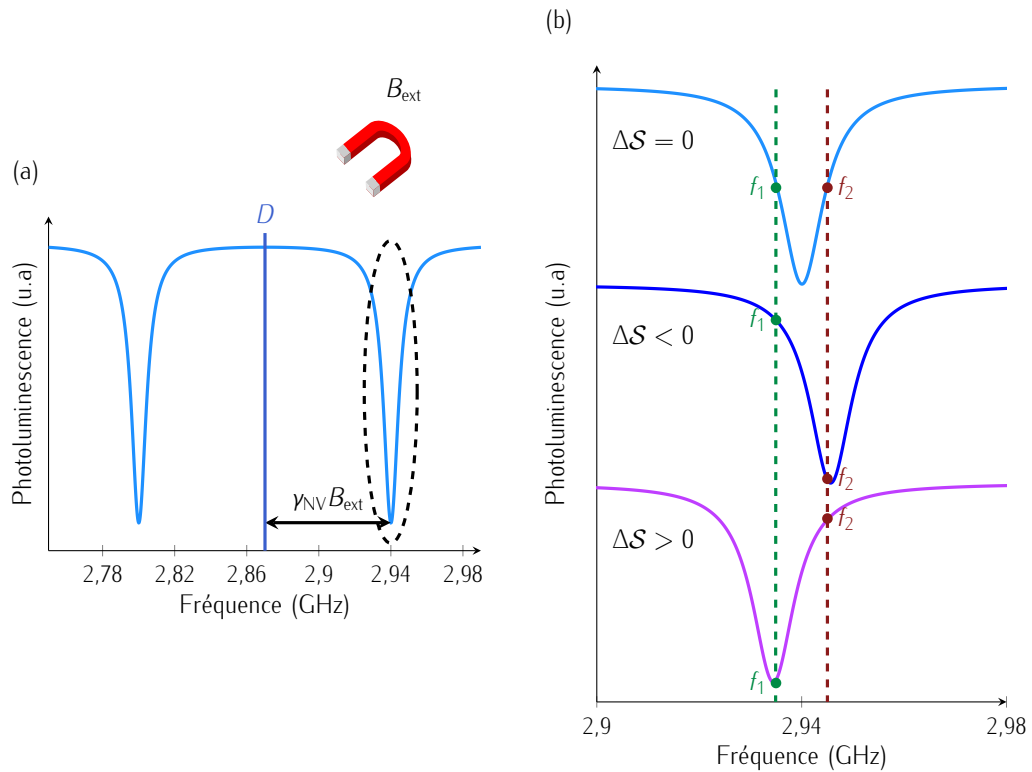 (a)
B_ext
D
γ_NV B_ext
Photoluminescence (u.a)
2,78 2,82 2,86 2,9 2,94 2,98
Fréquence (GHz)
(b)
ΔS = 0
f_1 f_2
ΔS < 0
f_1
f_2
ΔS > 0
f_2
f_1
Photoluminescence (u.a)
2,9 2,94 2,98
Fréquence (GHz)